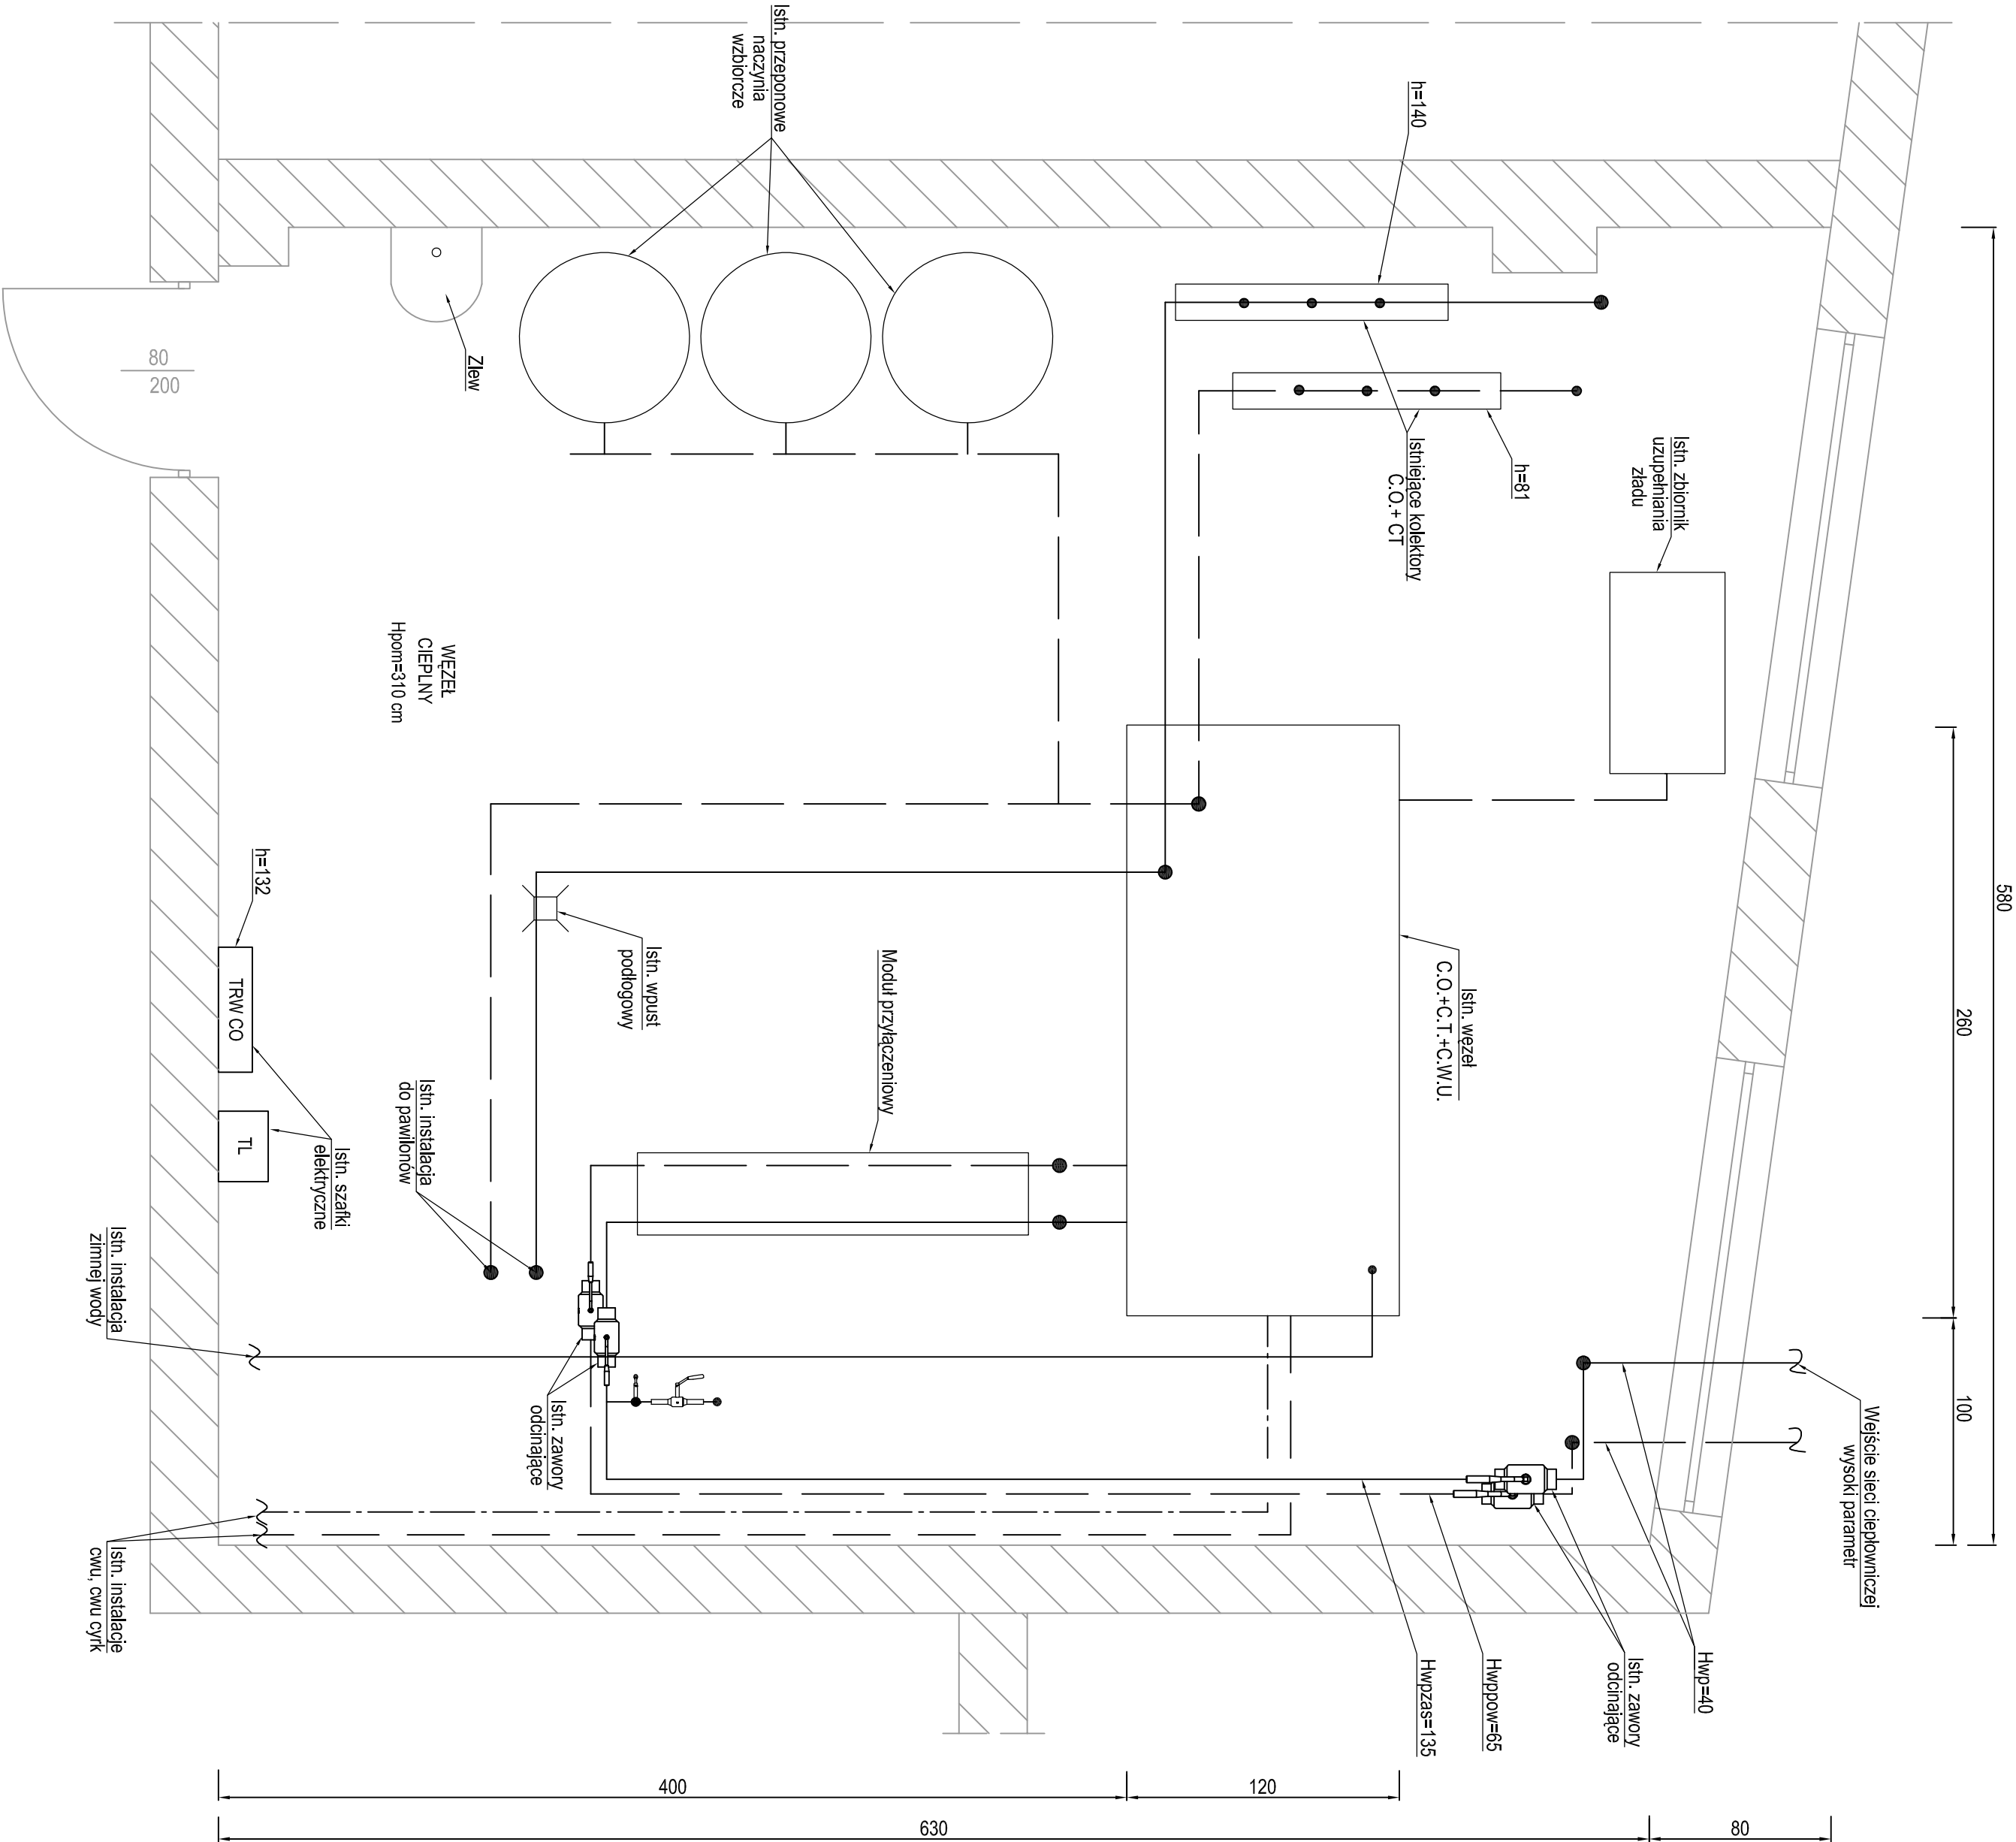 Istn. przeponowe
naczynia
wzbiorcze
h=140
Zlew
80
200
Istniejące kolektory
C.O.+ CT
h=81
Istn. zbiornik
uzupełniania
zładu
WĘZEŁ
CIEPLNY
Hpom=310 cm
h=132
TRW CO
TL
Istn. szafki
elektryczne
Istn. wpust
podłogowy
Moduł przyłączeniowy
Istn. węzeł
C.O.+C.T.+C.W.U.
Istn. instalacja
do pawilonów
Istn. instalacja
zimnej wody
Istn. zawory
odcinające
Istn. instalacje
cwu, cwu cyrk
Wejście sieci ciepłowniczej
wysoki parametr
Hwp=40
Istn. zawory
odcinające
Hwppow=65
Hwpzas=135
580
260
100
400
120
630
80